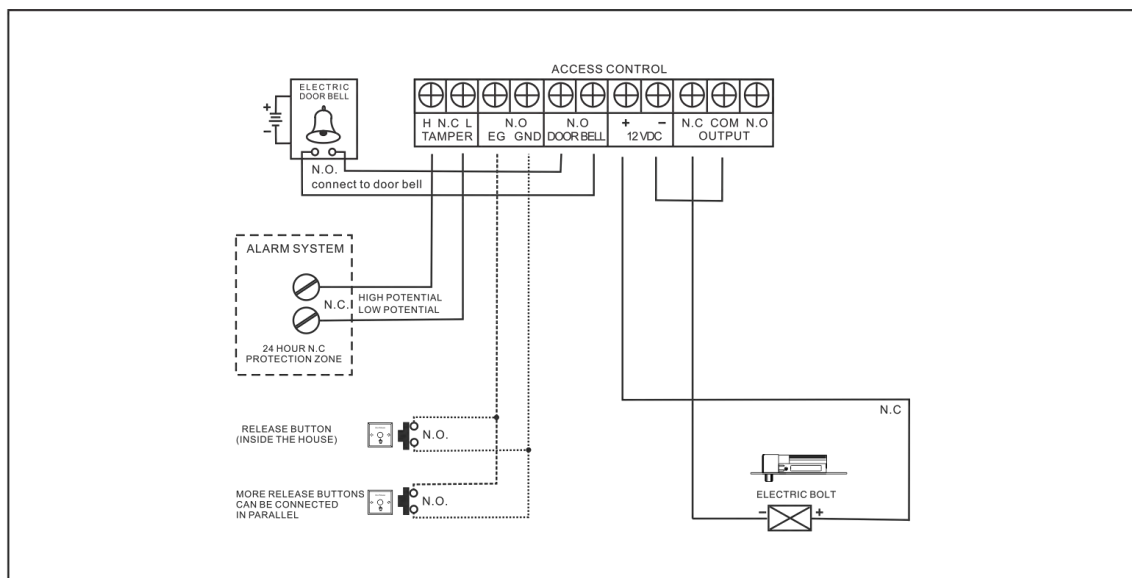 ACCESS CONTROL
ELECTRIC
DOOR BELL
+
−
H N.C L
TAMPER
N.O
EG GND
N.O
DOOR BELL
+ −
12 VDC
N.C COM N.O
OUTPUT
N.O.
connect to door bell
ALARM SYSTEM
N.C.
HIGH POTENTIAL
LOW POTENTIAL
24 HOUR N.C
PROTECTION ZONE
RELEASE BUTTON
(INSIDE THE HOUSE)
N.O.
MORE RELEASE BUTTONS
CAN BE CONNECTED
IN PARALLEL
N.O.
N.C
ELECTRIC BOLT
− +